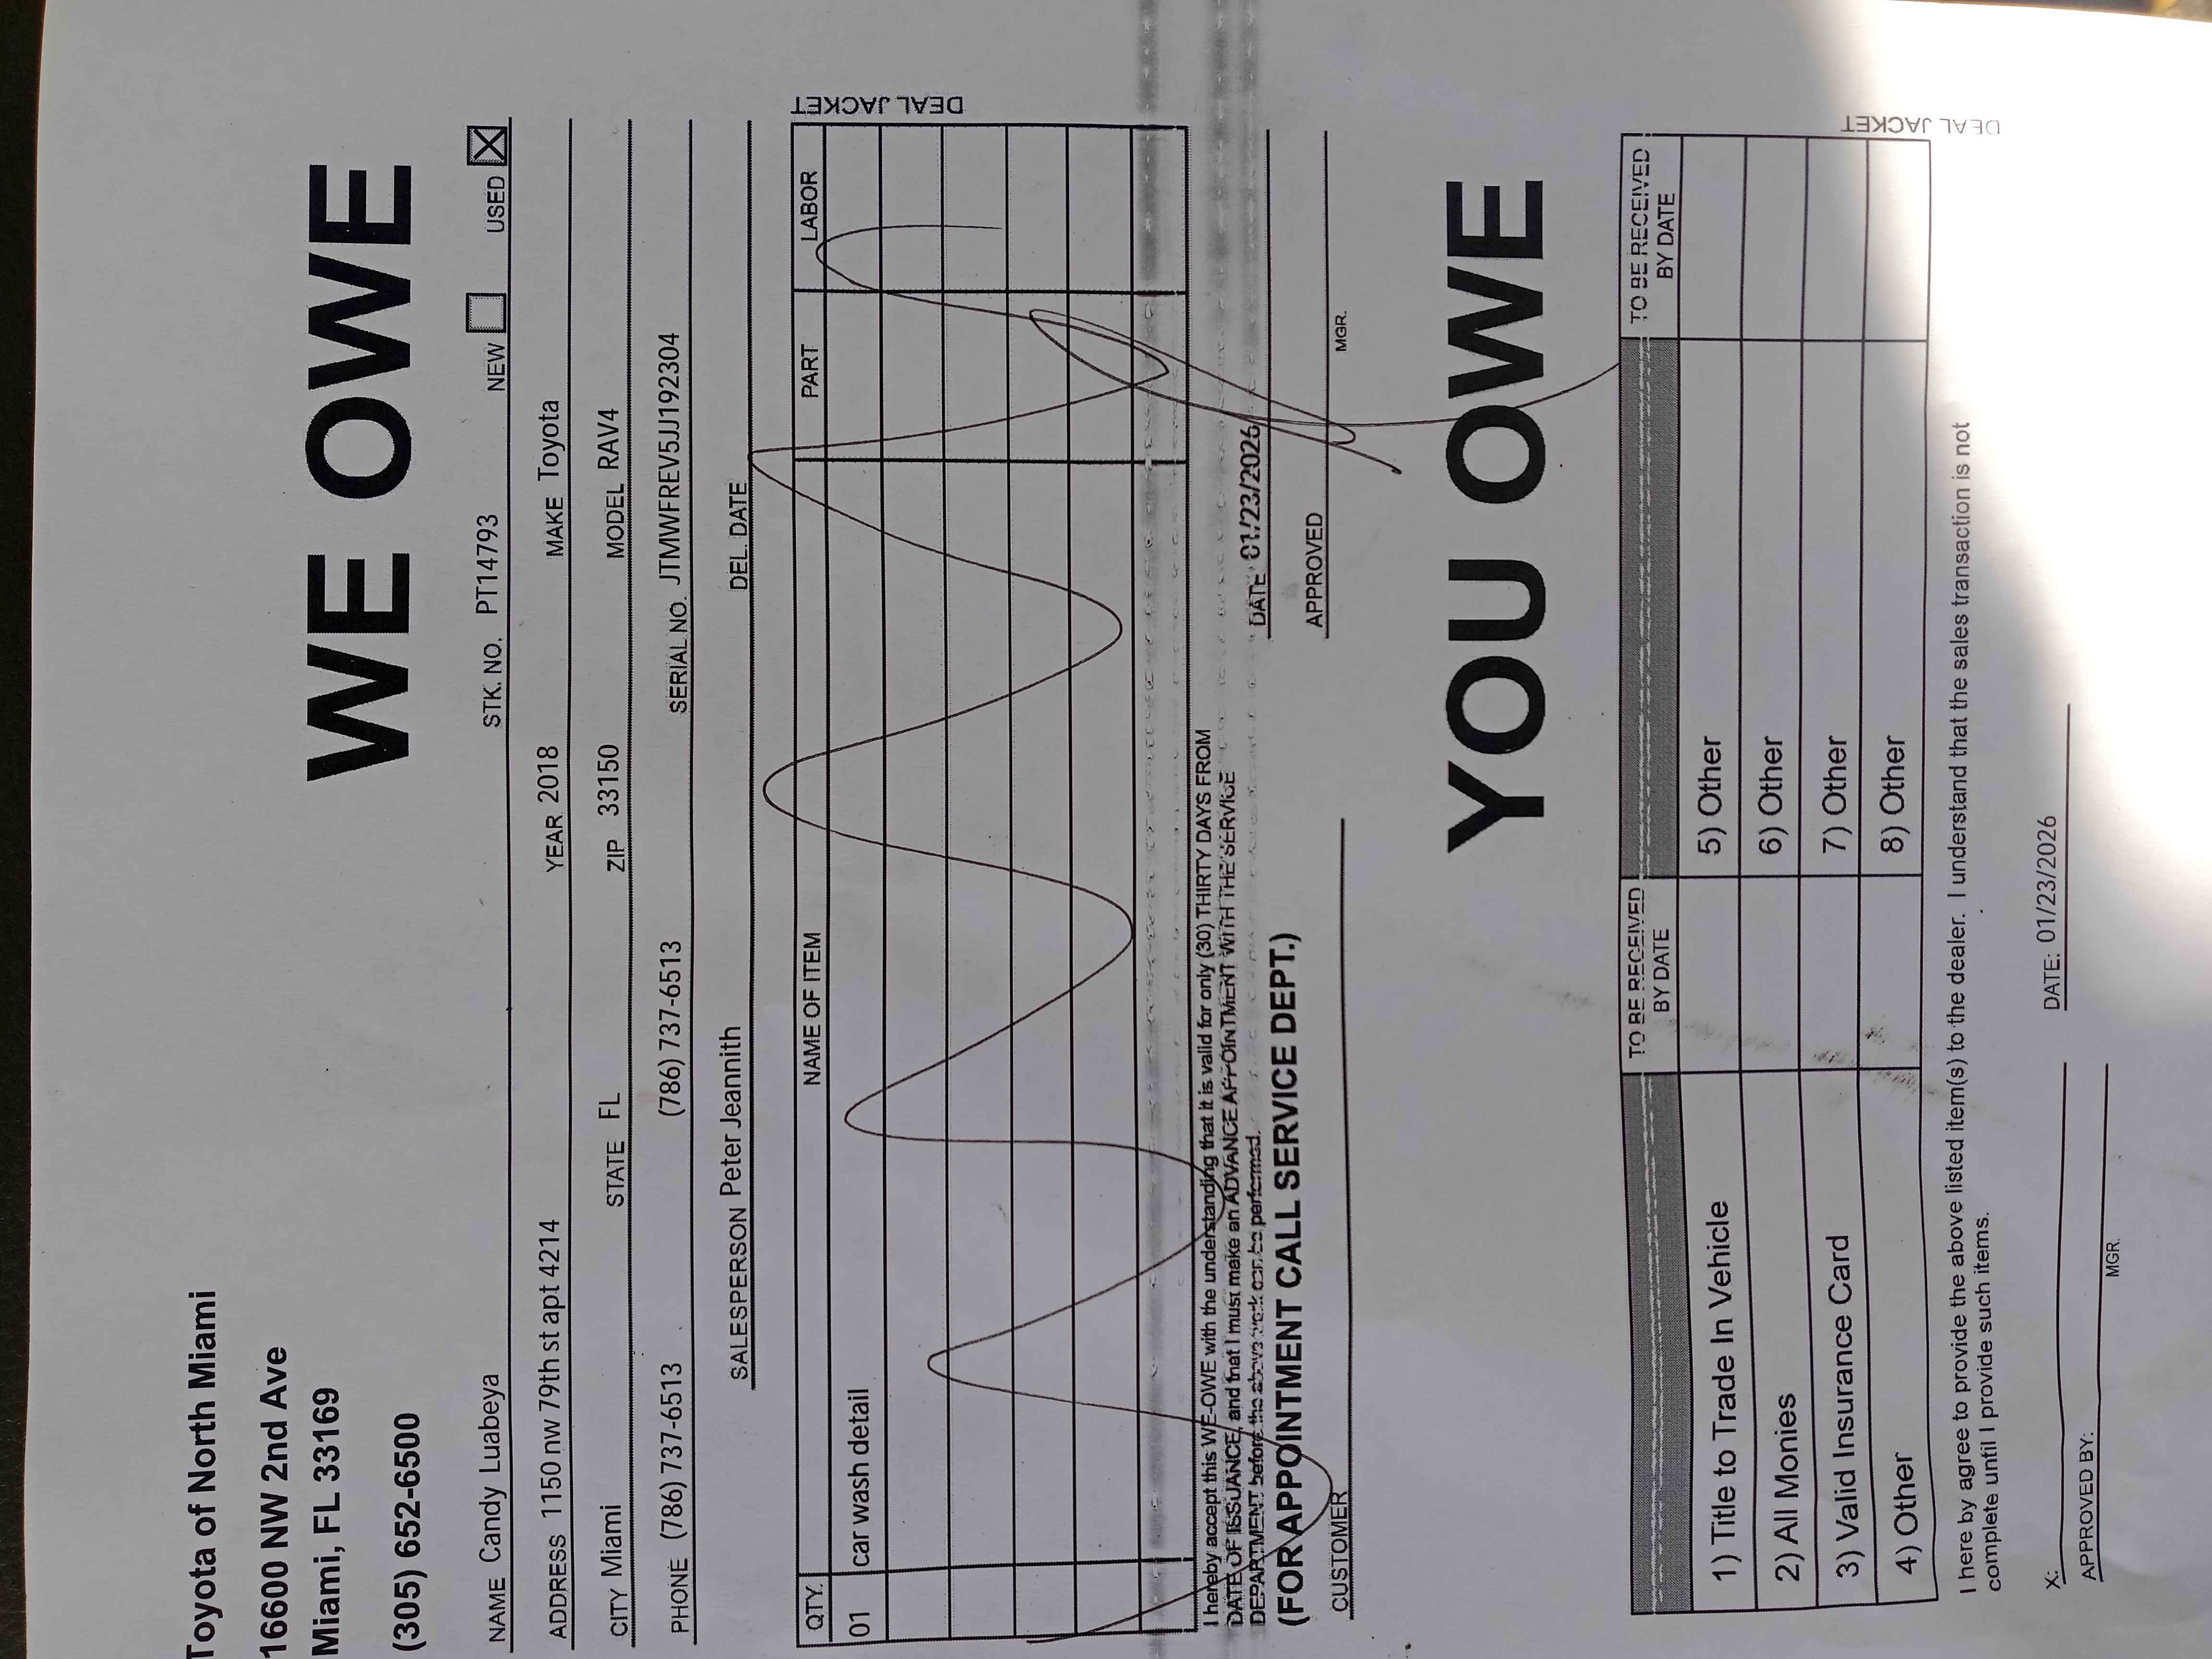 Toyota of North Miami
16600 NW 2nd Ave
Miami, FL 33169
(305) 652-6500
WE OWE
NAME Candy Luabeya STK. NO. PT14793 NEW USED
ADDRESS 1150 nw 79th st apt 4214 YEAR 2018 MAKE Toyota
CITY Miami STATE FL ZIP 33150 MODEL RAV4
PHONE (786) 737-6513 (786) 737-6513 SERIAL NO. JTMWFREV5JJ192304
SALESPERSON Peter Jeannith DEL. DATE
QTY. NAME OF ITEM PART LABOR
01 car wash detail
DEAL JACKET
I hereby accept this WE-OWE with the understanding that it is valid for only (30) THIRTY DAYS FROM
DATE OF ISSUANCE, and that I must make an ADVANCE APPOINTMENT WITH THE SERVICE
DEPARTMENT before the above work can be performed.
(FOR APPOINTMENT CALL SERVICE DEPT.)
DATE 01/23/2026
CUSTOMER
APPROVED
MGR.
YOU OWE
TO BE RECEIVED BY DATE TO BE RECEIVED BY DATE
1) Title to Trade In Vehicle 5) Other
2) All Monies 6) Other
3) Valid Insurance Card 7) Other
4) Other 8) Other
DEAL JACKET
I here by agree to provide the above listed item(s) to the dealer. I understand that the sales transaction is not
complete until I provide such items.
X: DATE: 01/23/2026
APPROVED BY:
MGR.